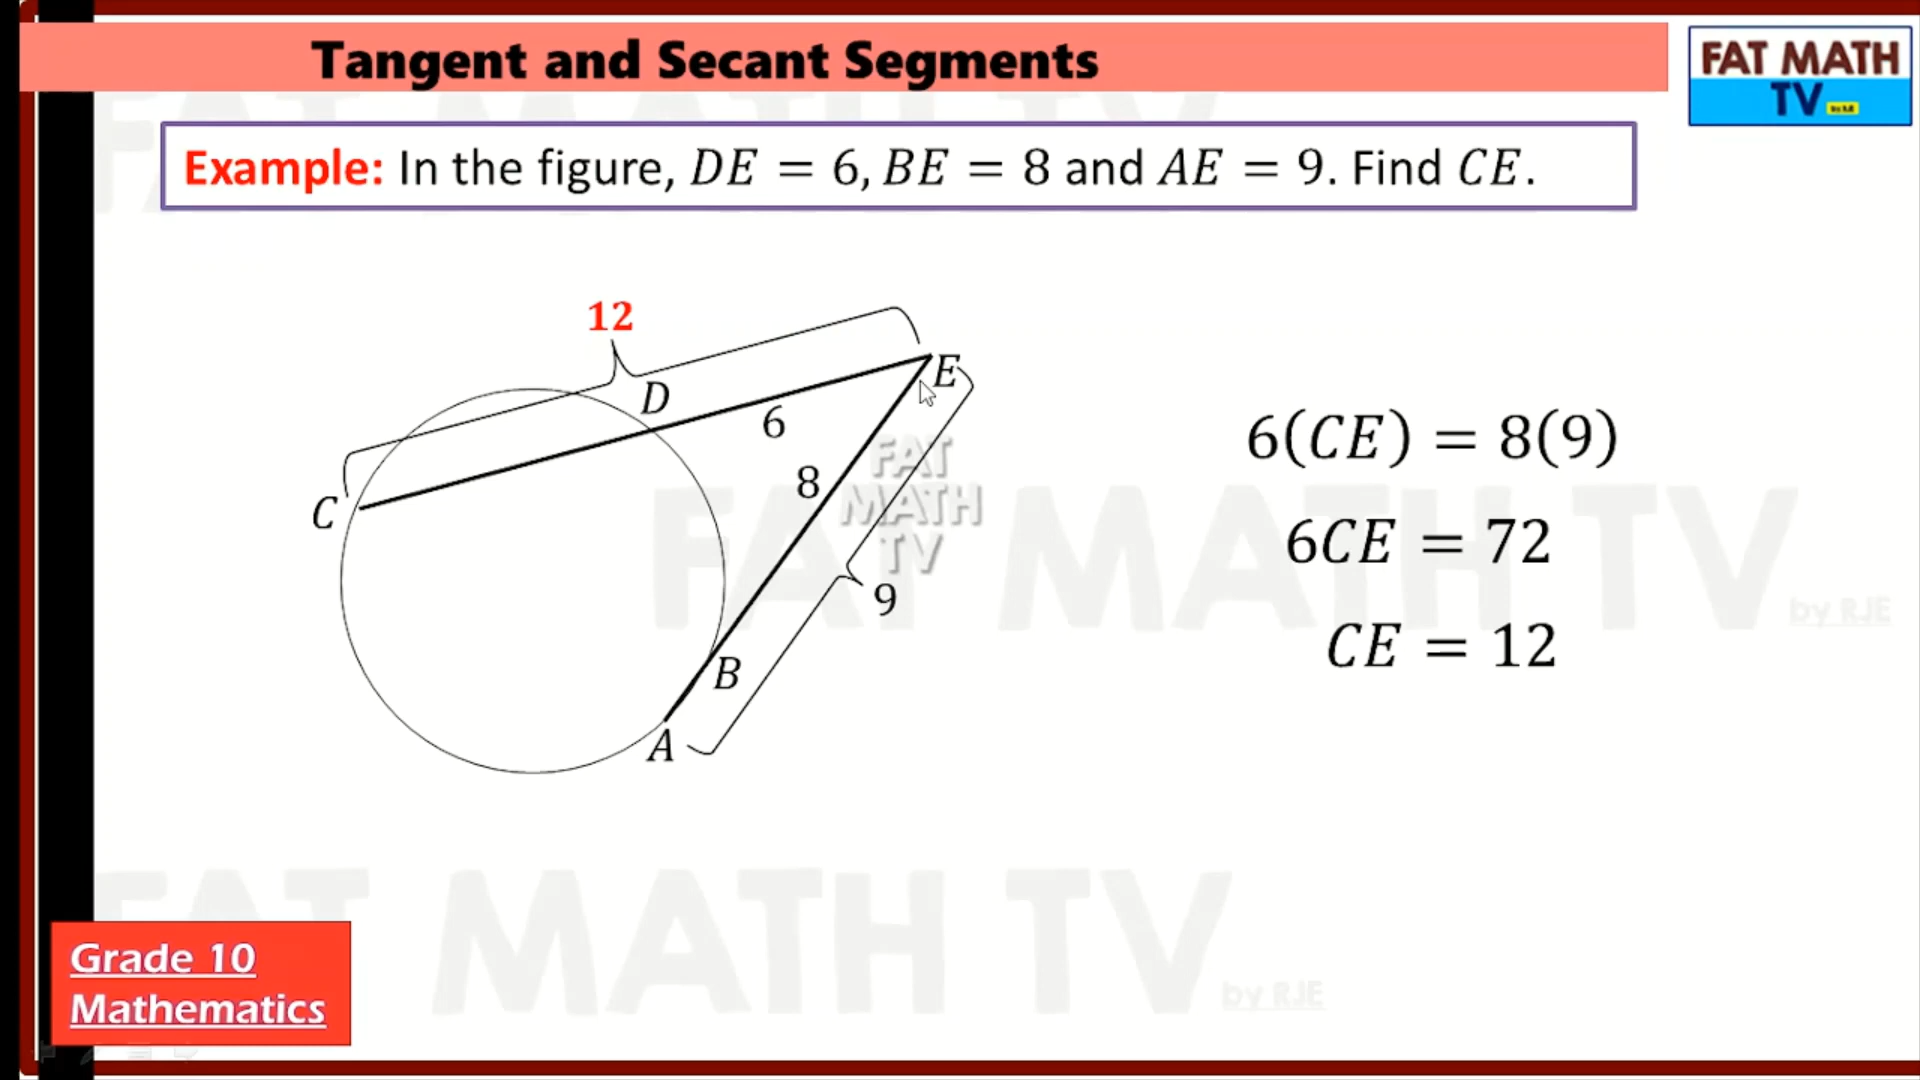 Tangent and Secant Segments
FAT MATH
TV
Example: In the figure, DE = 6, BE = 8 and AE = 9. Find CE.
12
E
D
6
6(CE) = 8(9)
FAT
8
MATH
C
TV
6CE = 72
FAT MATH TV
9
by RJE
CE = 12
B
A
FAT MATH TV
by RJE
Grade 10
Mathematics